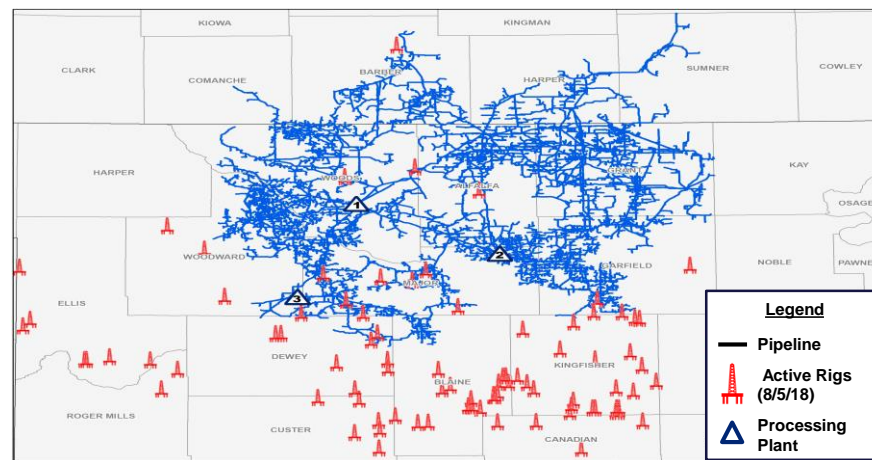 KIOWA
KINGMAN
CLARK
COMANCHE
BARBER
HARPER
SUMNER
COWLEY
HARPER
WOODS
ALFALFA
GRANT
KAY
OSAGE
1
WOODWARD
2
GARFIELD
NOBLE
PAWNEE
MAJOR
3
ELLIS
DEWEY
BLAINE
KINGFISHER
ROGER MILLS
CUSTER
CANADIAN
Legend
Pipeline
Active Rigs
(8/5/18)
Processing
Plant